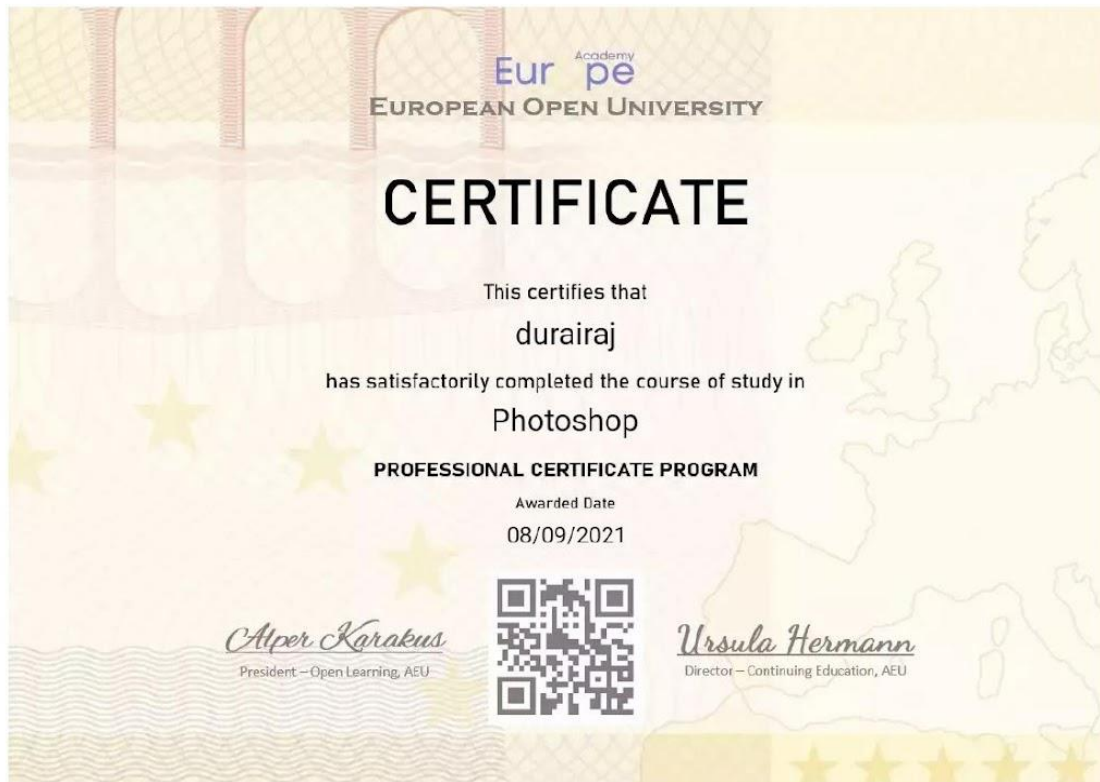 Academy
Eur pe
EUROPEAN OPEN UNIVERSITY
CERTIFICATE
This certifies that
durairaj
has satisfactorily completed the course of study in
Photoshop
PROFESSIONAL CERTIFICATE PROGRAM
Awarded Date
08/09/2021
Alper Karakus
President – Open Learning, AEU
Ursula Hermann
Director – Continuing Education, AEU